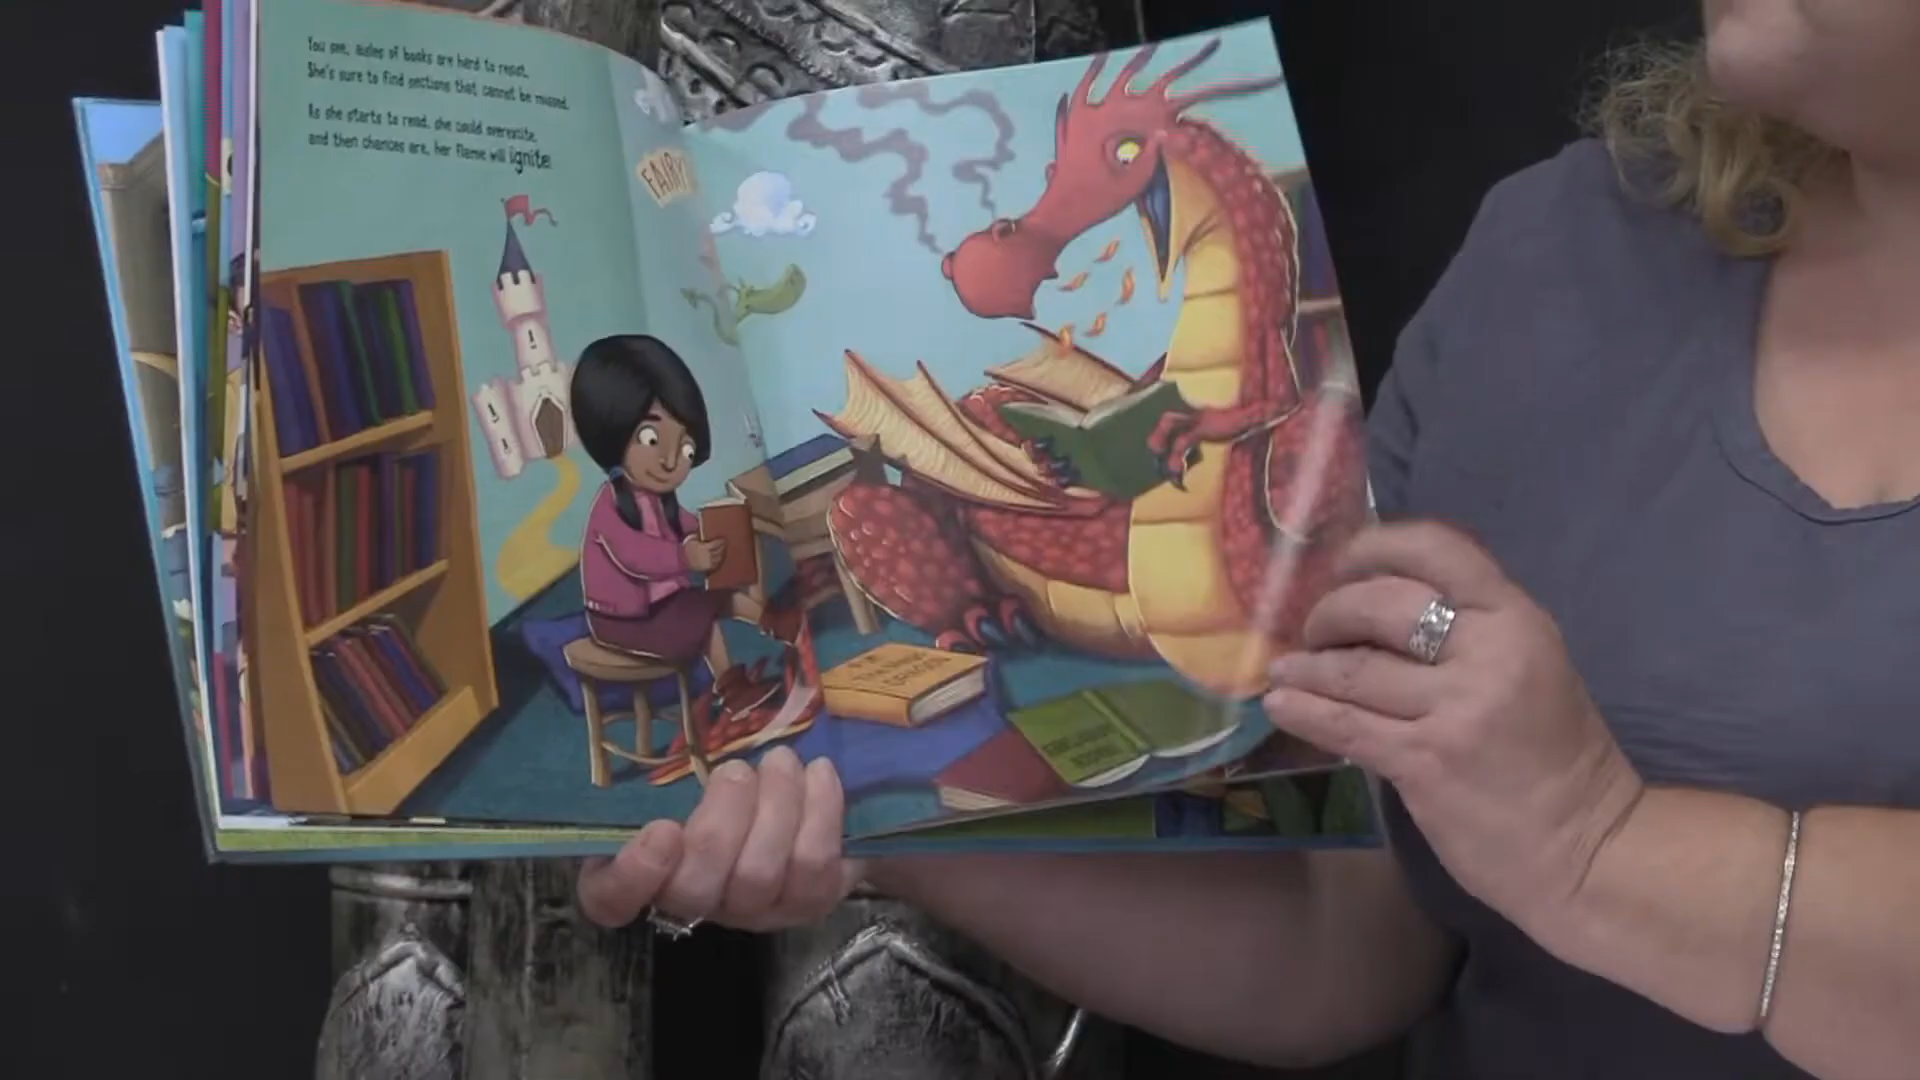 You see, aisles of books are hard to resist.
She's sure to find sections that cannot be missed.
As she starts to read, she could overexcite,
and then chances are, her flame will ignite!
FAIRY